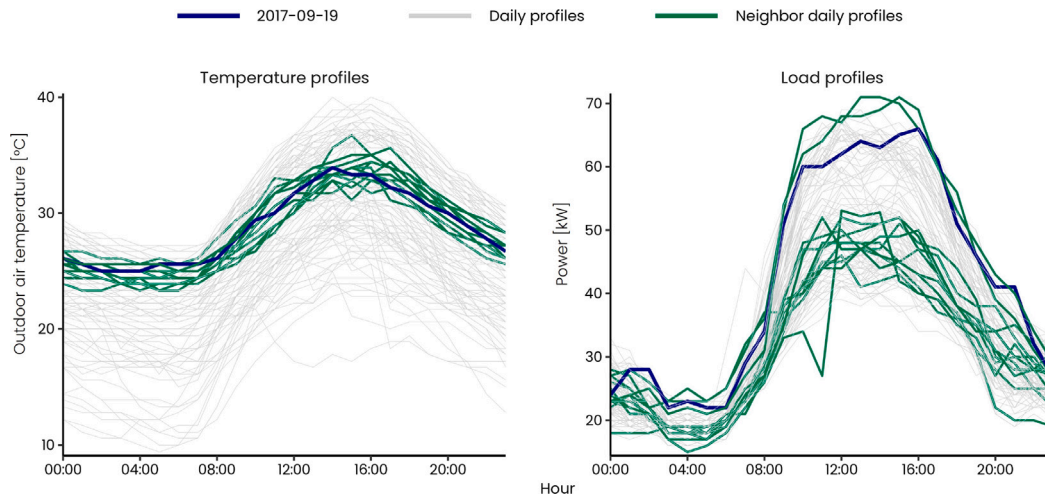 2017-09-19 Daily profiles Neighbor daily profiles
Temperature profiles
Outdoor air temperature [ºC]
40
30
20
10
00:00 04:00 08:00 12:00 16:00 20:00
Load profiles
Power [kW]
70
60
50
40
30
20
00:00 04:00 08:00 12:00 16:00 20:00
Hour